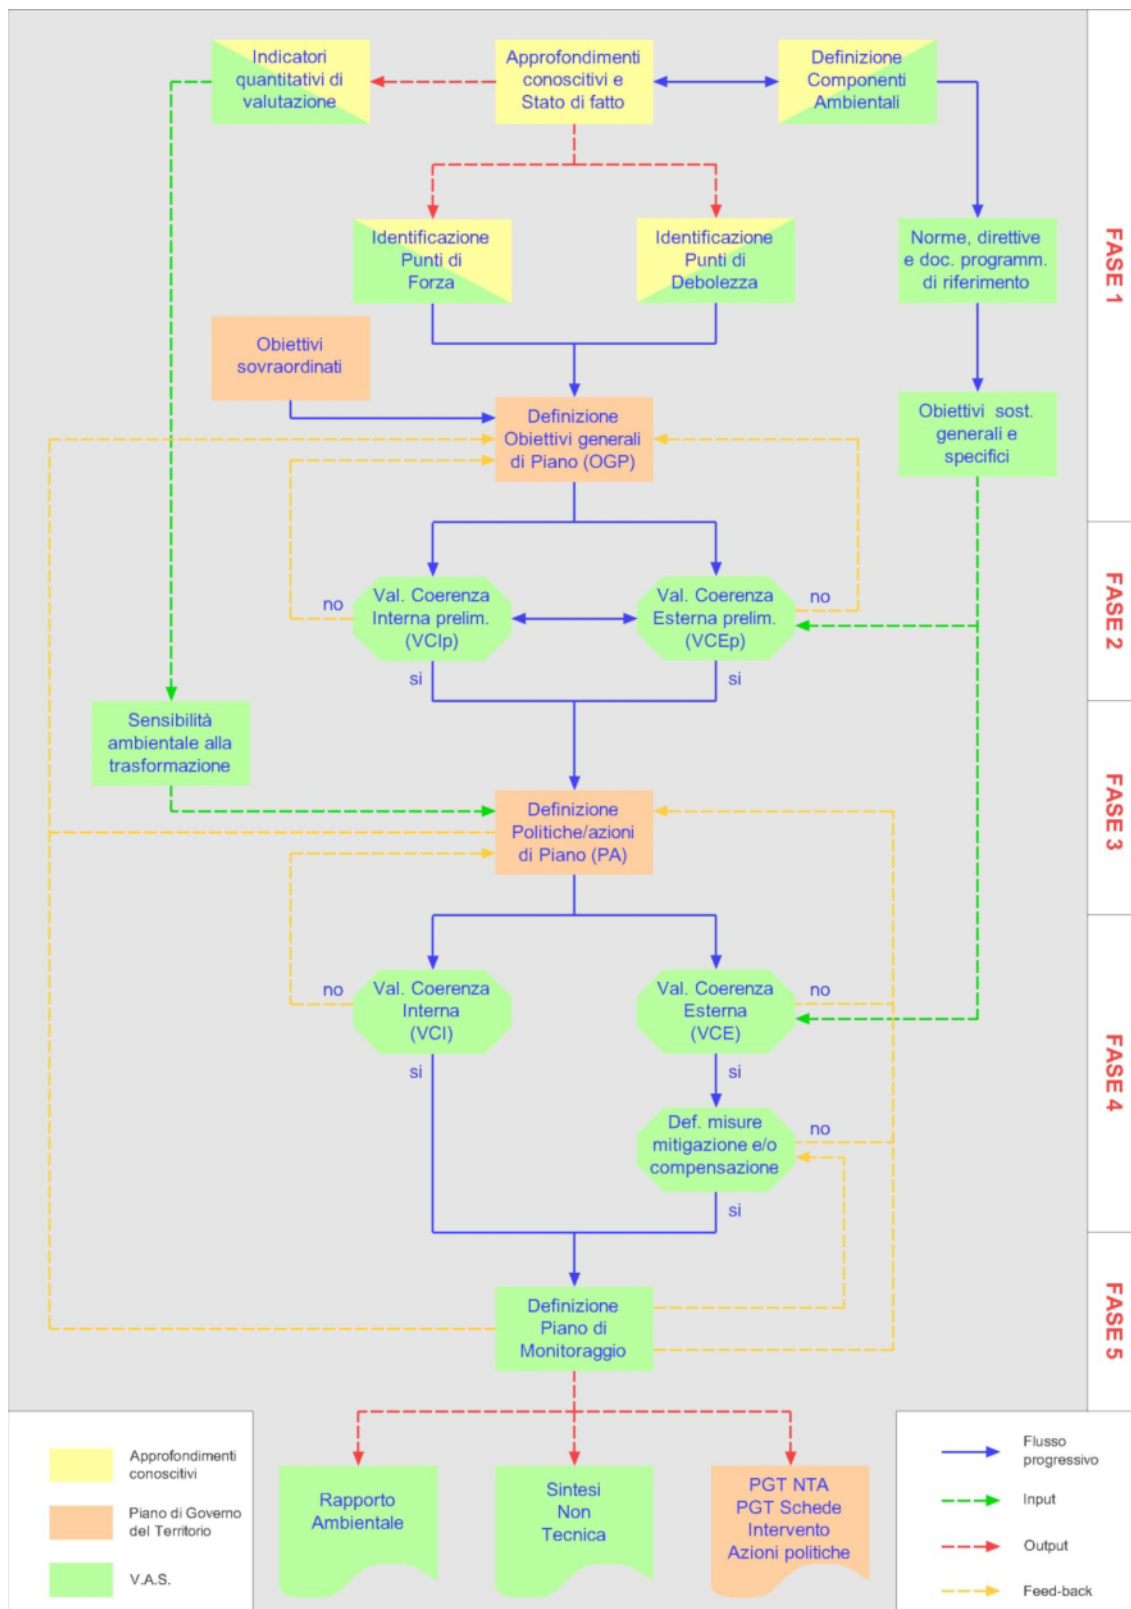 Indicatori
quantitativi di
valutazione
Approfondimenti
conoscitivi e
Stato di fatto
Definizione
Componenti
Ambientali
Identificazione
Punti di
Forza
Identificazione
Punti di
Debolezza
Norme, direttive
e doc. programm.
di riferimento
FASE 1
Obiettivi
sovraordinati
Definizione
Obiettivi generali
di Piano (OGP)
Obiettivi sost.
generali e
specifici
no
Val. Coerenza
Interna prelim.
(VCIp)
Val. Coerenza
Esterna prelim.
(VCEp)
no
FASE 2
si
si
Sensibilità
ambientale alla
trasformazione
Definizione
Politiche/azioni
di Piano (PA)
FASE 3
no
Val. Coerenza
Interna
(VCI)
Val. Coerenza
Esterna
(VCE)
no
si
si
FASE 4
Def. misure
mitigazione e/o
compensazione
no
si
Definizione
Piano di
Monitoraggio
FASE 5
Rapporto
Ambientale
Sintesi
Non
Tecnica
PGT NTA
PGT Schede
Intervento
Azioni politiche
Approfondimenti
conoscitivi
Piano di Governo
del Territorio
V.A.S.
Flusso
progressivo
Input
Output
Feed-back